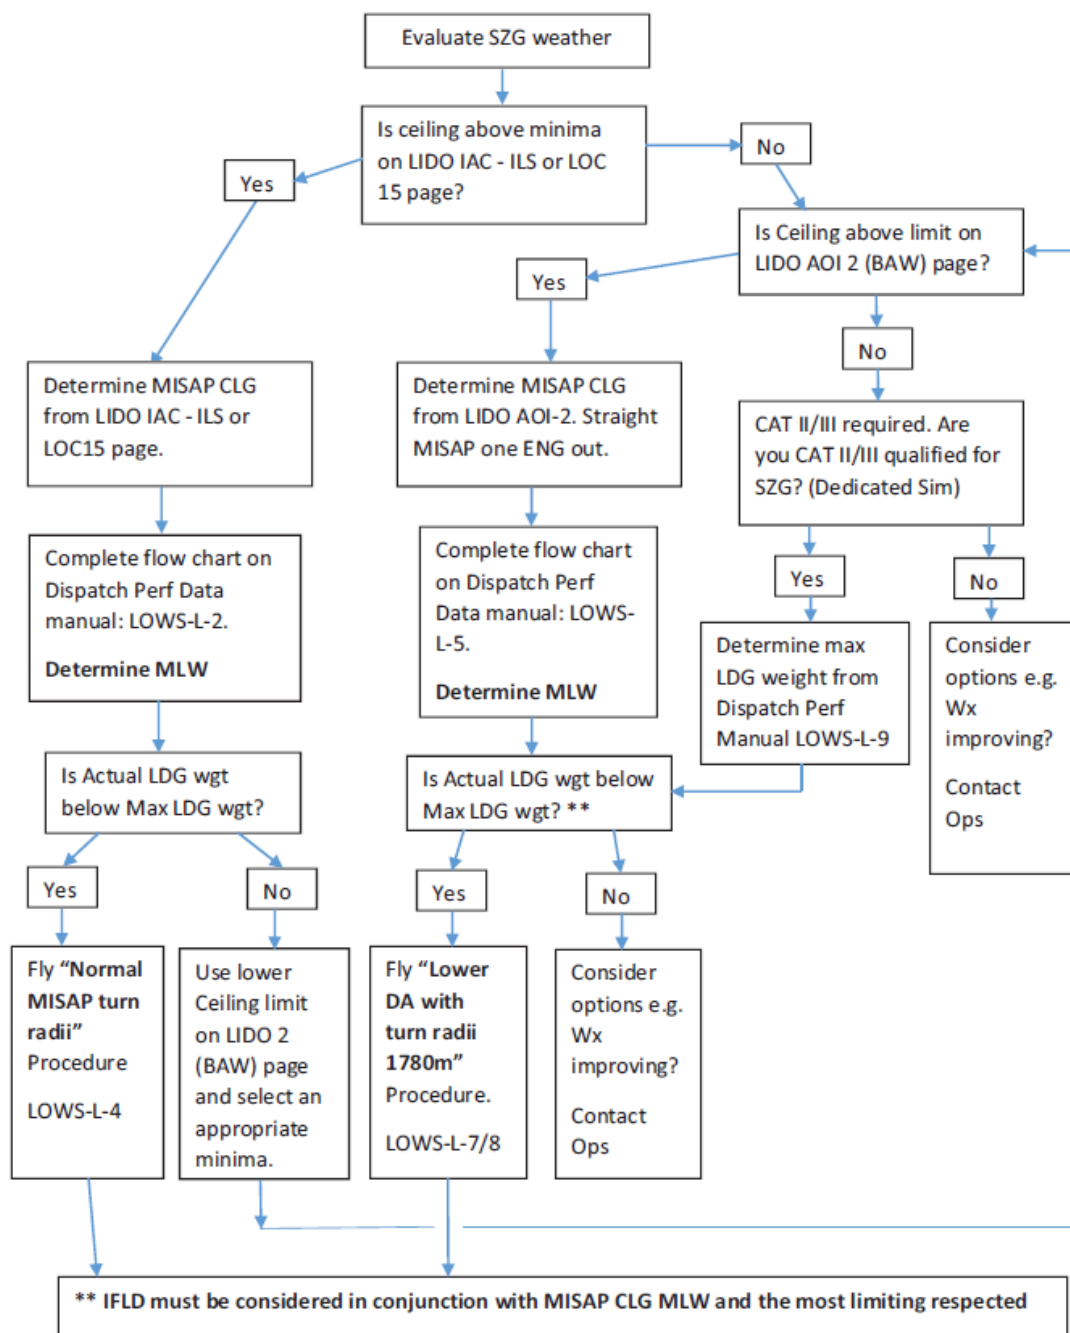 Evaluate SZG weather
Is ceiling above minima
on LIDO IAC - ILS or LOC
15 page?
No
Yes
Is Ceiling above limit on
LIDO AOI 2 (BAW) page?
Yes
No
Determine MISAP CLG
from LIDO IAC - ILS or
LOC15 page.
Determine MISAP CLG
from LIDO AOI-2. Straight
MISAP one ENG out.
CAT II/III required. Are
you CAT II/III qualified for
SZG? (Dedicated Sim)
Complete flow chart on
Dispatch Perf Data
manual: LOWS-L-2.
Determine MLW
Complete flow chart
on Dispatch Perf
Data manual: LOWS-
L-5.
Determine MLW
Yes
No
Determine max
LDG weight from
Dispatch Perf
Manual LOWS-L-9
Consider
options e.g.
Wx
improving?
Contact
Ops
Is Actual LDG wgt
below Max LDG wgt?
Is Actual LDG wgt below
Max LDG wgt? **
Yes
No
Yes
No
Fly “Normal
MISAP turn
radii”
Procedure
LOWS-L-4
Use lower
Ceiling limit
on LIDO 2
(BAW) page
and select an
appropriate
minima.
Fly “Lower
DA with
turn radii
1780m”
Procedure.
LOWS-L-7/8
Consider
options e.g.
Wx
improving?
Contact
Ops
** IFLD must be considered in conjunction with MISAP CLG MLW and the most limiting respected